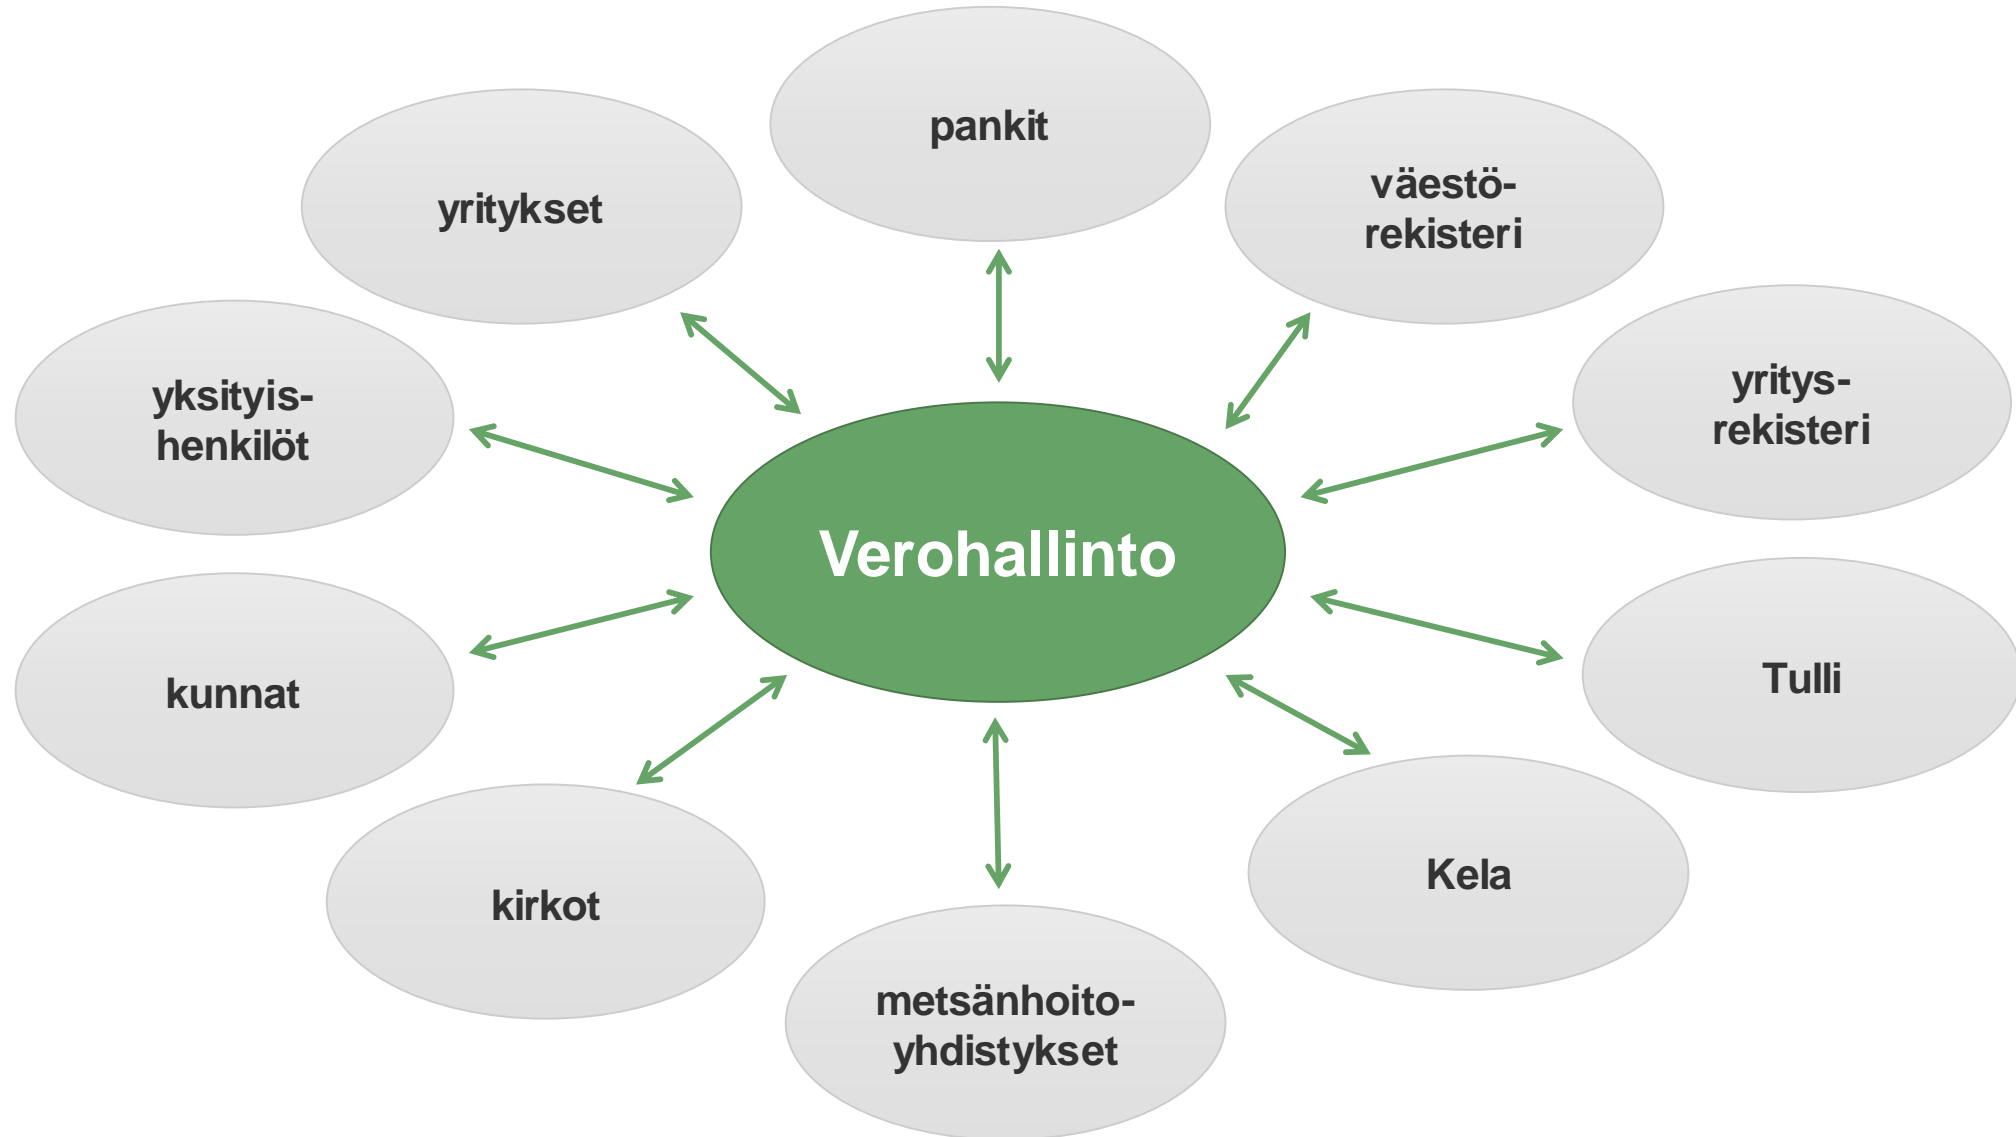 pankit
väestö-
rekisteri
yritykset
yritys-
rekisteri
yksityis-
henkilöt
Verohallinto
Tulli
kunnat
Kela
kirkot
metsänhoito-
yhdistykset